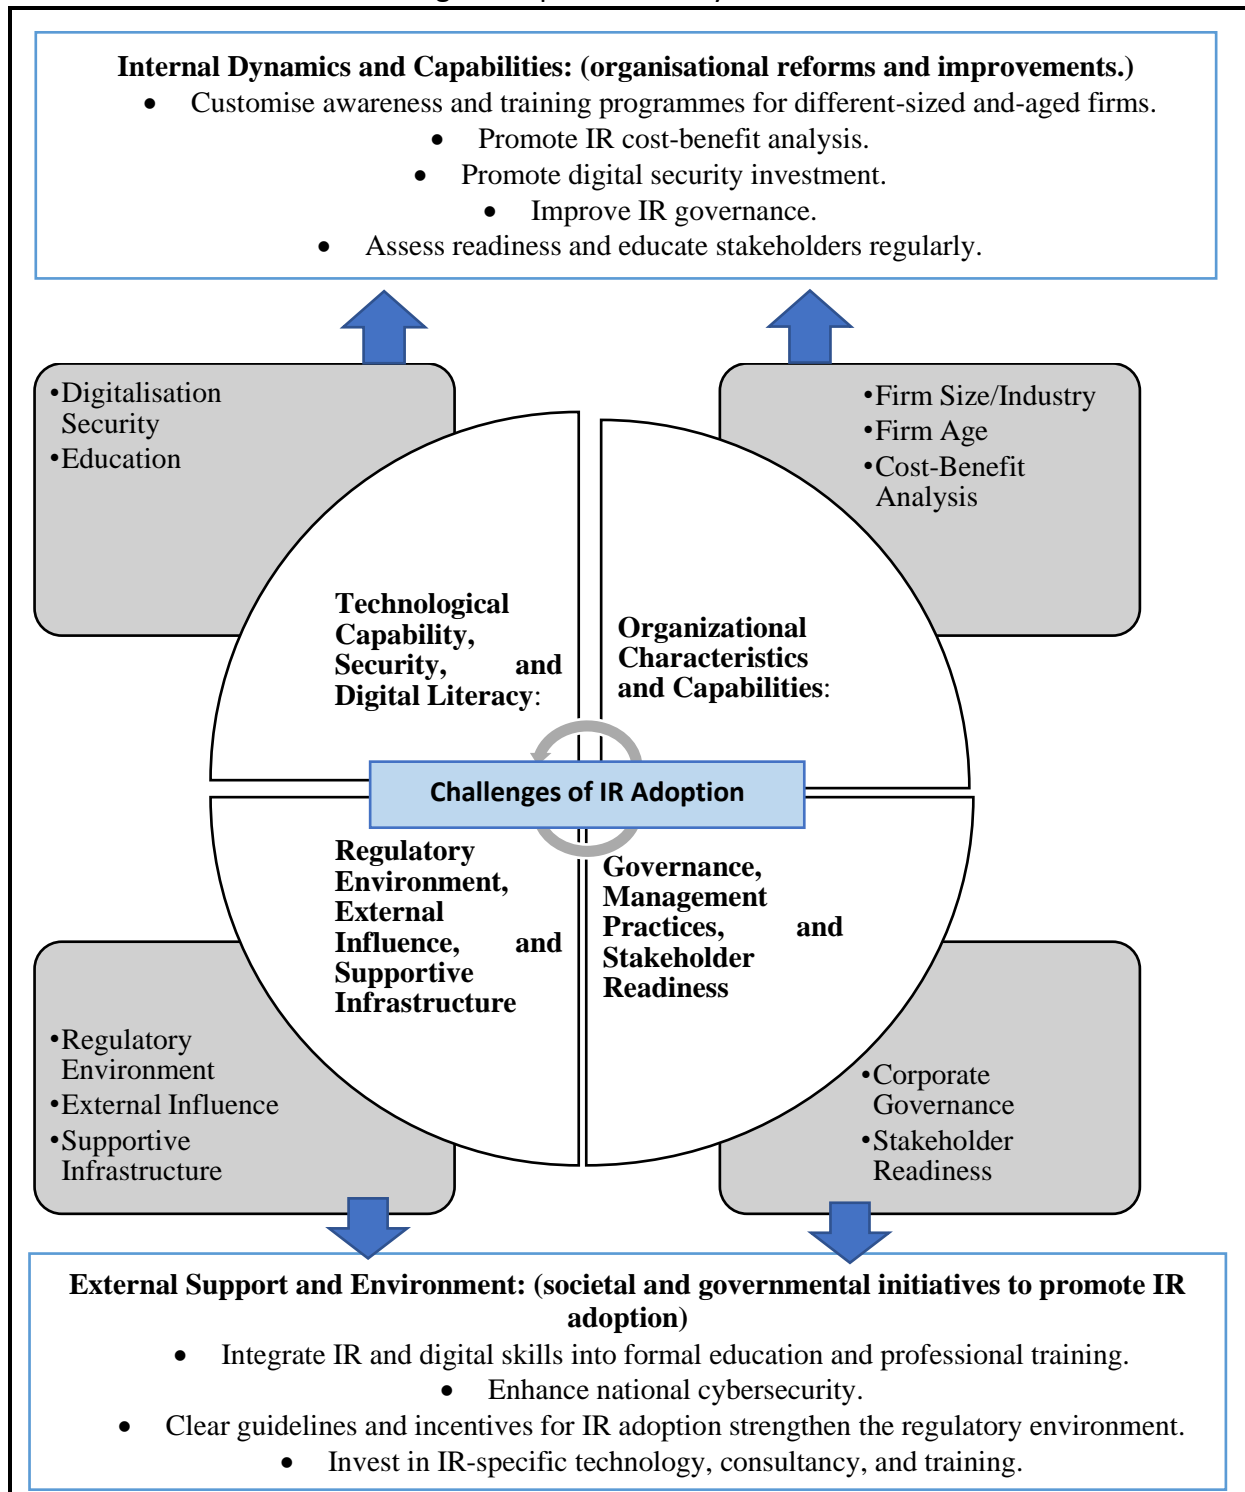 Internal Dynamics and Capabilities: (organisational reforms and improvements.)
• Customise awareness and training programmes for different-sized and-aged firms.
• Promote IR cost-benefit analysis.
• Promote digital security investment.
• Improve IR governance.
• Assess readiness and educate stakeholders regularly.
•Digitalisation
Security
•Education
•Firm Size/Industry
•Firm Age
•Cost-Benefit
Analysis
Technological
Capability,
Security, and
Digital Literacy:
Organizational
Characteristics
and Capabilities:
Challenges of IR Adoption
Regulatory
Environment,
External
Influence, and
Supportive
Infrastructure
Governance,
Management
Practices, and
Stakeholder
Readiness
•Regulatory
Environment
•External Influence
•Supportive
Infrastructure
•Corporate
Governance
•Stakeholder
Readiness
External Support and Environment: (societal and governmental initiatives to promote IR
adoption)
• Integrate IR and digital skills into formal education and professional training.
• Enhance national cybersecurity.
• Clear guidelines and incentives for IR adoption strengthen the regulatory environment.
• Invest in IR-specific technology, consultancy, and training.